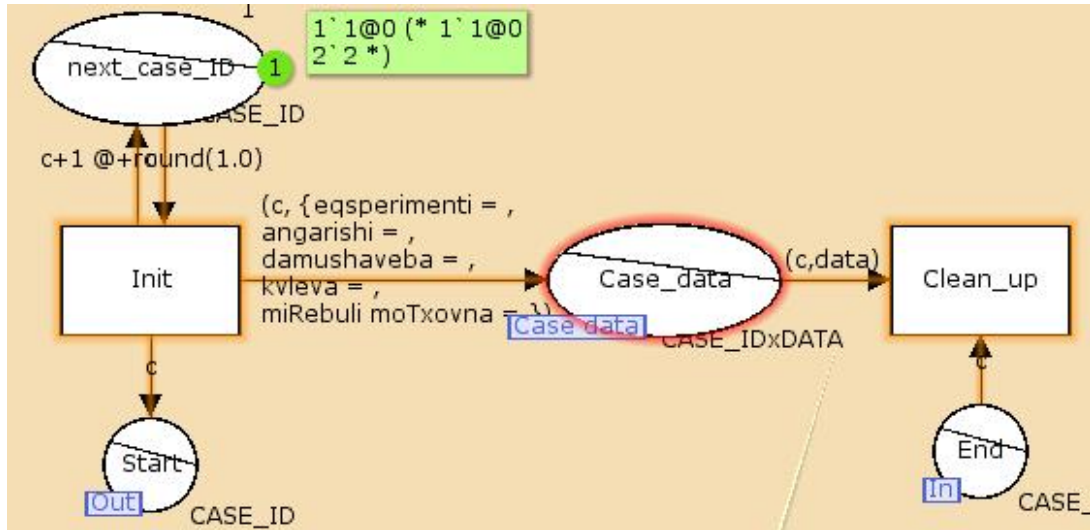 1
1`1@0 (* 1`1@0
2`2 *)
next_case_ID
1
CASE_ID
c+1 @+round(1.0)
c
(c, {eqsperimenti = ,
angarishi = ,
damushaveba = ,
kvleva = ,
miRebuli moTxovna = })
Init
Case_data
(c,data)
Clean_up
Case data
CASE_IDxDATA
c
c
Start
End
Out
In
CASE_ID
CASE_